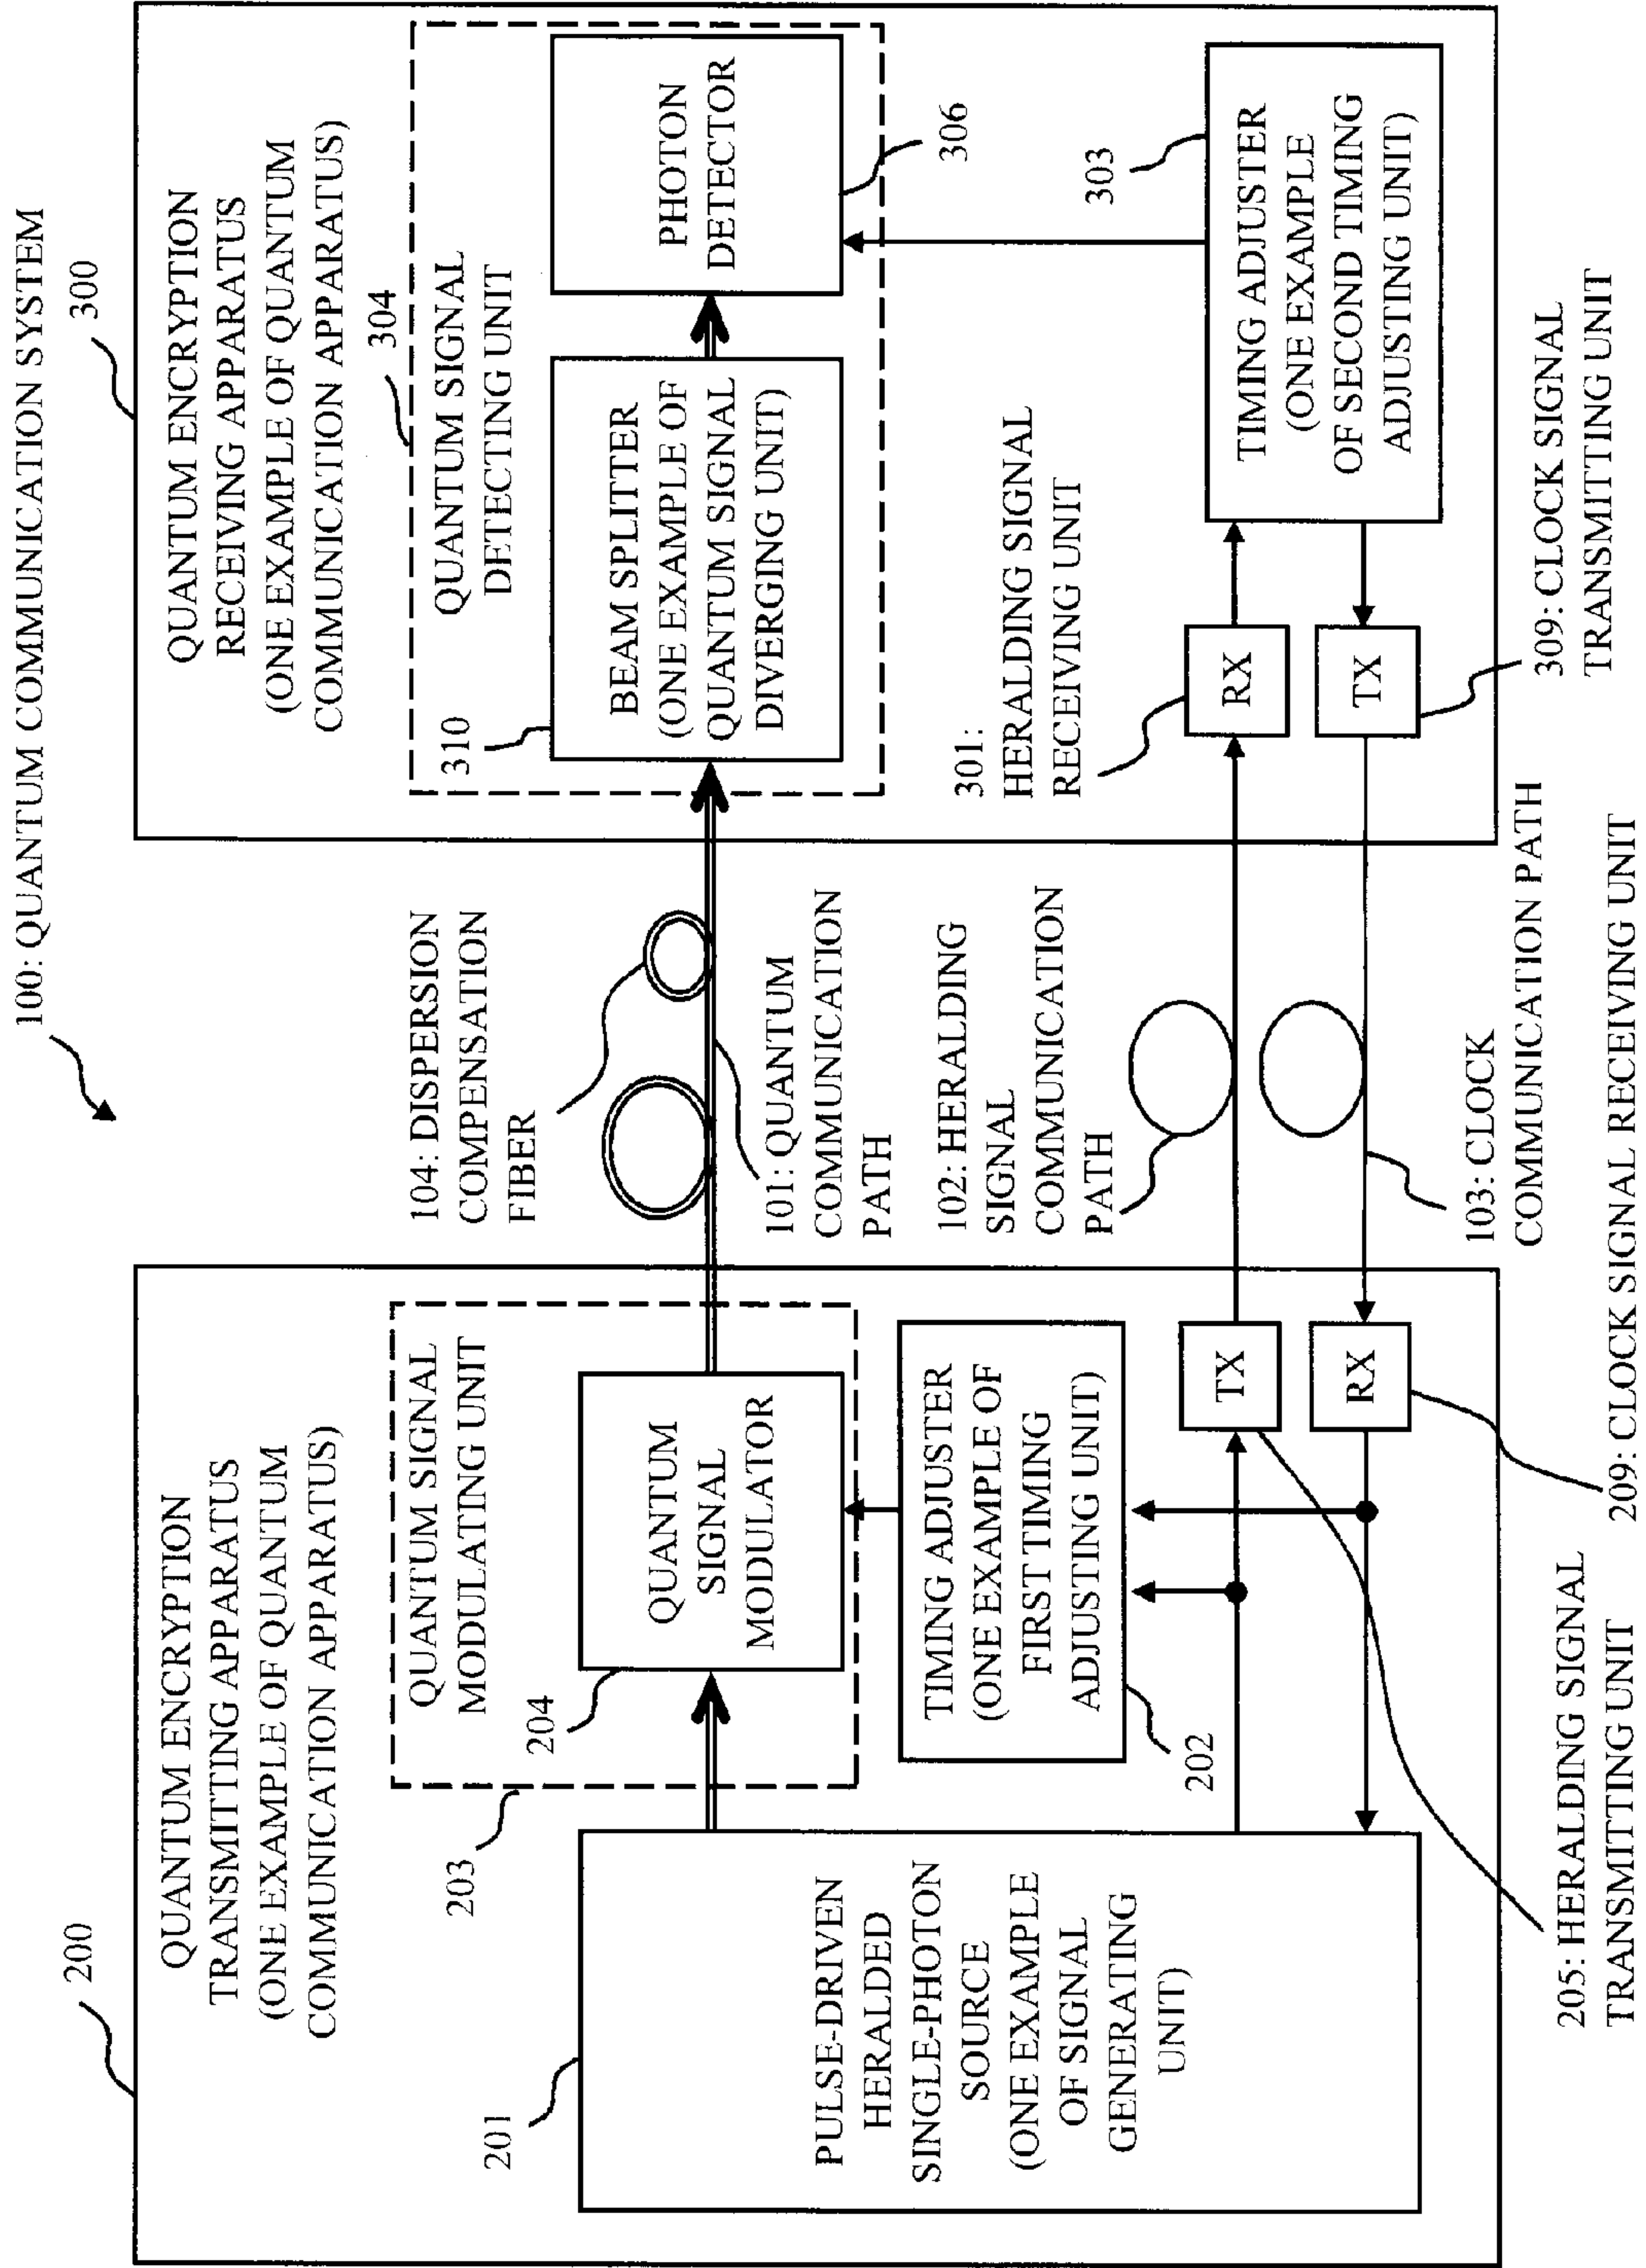 100: QUANTUM COMMUNICATION SYSTEM
200
QUANTUM ENCRYPTION
TRANSMITTING APPARATUS
(ONE EXAMPLE OF QUANTUM
COMMUNICATION APPARATUS)
201
PULSE-DRIVEN
HERALDED
SINGLE-PHOTON
SOURCE
(ONE EXAMPLE
OF SIGNAL
GENERATING
UNIT)
203
QUANTUM SIGNAL
MODULATING UNIT
204
QUANTUM
SIGNAL
MODULATOR
TIMING ADJUSTER
(ONE EXAMPLE OF
FIRST TIMING
ADJUSTING UNIT)
202
TX
RX
205: HERALDING SIGNAL
TRANSMITTING UNIT
209: CLOCK SIGNAL RECEIVING UNIT
104: DISPERSION
COMPENSATION
FIBER
101: QUANTUM
COMMUNICATION
PATH
102: HERALDING
SIGNAL
COMMUNICATION
PATH
103: CLOCK
COMMUNICATION PATH
300
QUANTUM ENCRYPTION
RECEIVING APPARATUS
(ONE EXAMPLE OF QUANTUM
COMMUNICATION APPARATUS)
304
QUANTUM SIGNAL
DETECTING UNIT
310
BEAM SPLITTER
(ONE EXAMPLE OF
QUANTUM SIGNAL
DIVERGING UNIT)
PHOTON
DETECTOR
306
301:
HERALDING SIGNAL
RECEIVING UNIT
RX
TX
303
TIMING ADJUSTER
(ONE EXAMPLE
OF SECOND TIMING
ADJUSTING UNIT)
309: CLOCK SIGNAL
TRANSMITTING UNIT